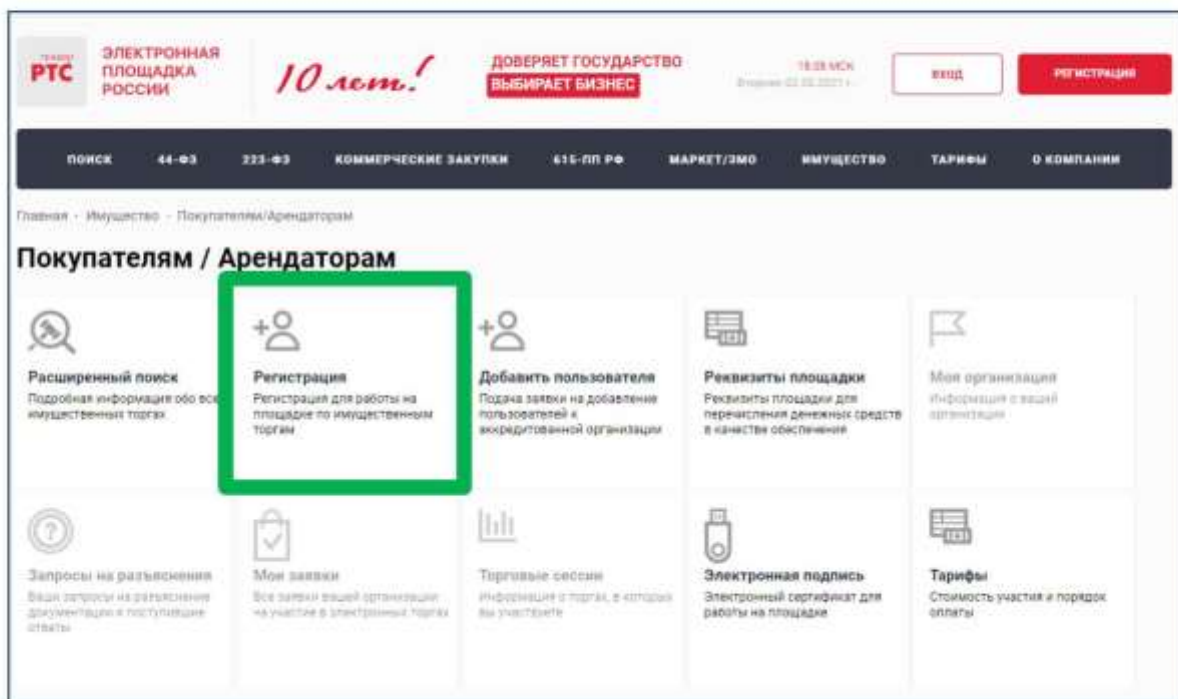 ТЕНДЕР
РТС
ЭЛЕКТРОННАЯ
ПЛОЩАДКА
РОССИИ
10 лет!
ДОВЕРЯЕТ ГОСУДАРСТВО
ВЫБИРАЕТ БИЗНЕС
МСК
Вторник
ВХОД
РЕГИСТРАЦИЯ
ПОИСК 44-ФЗ 223-ФЗ КОММЕРЧЕСКИЕ ЗАКУПКИ 615-ПП РФ МАРКЕТ/ЗМО ИМУЩЕСТВО ТАРИФЫ О КОМПАНИИ
Главная - Имущество - Покупателям/Арендаторам
Покупателям / Арендаторам
Расширенный поиск
Подробная информация обо все
имущественных торгах
Регистрация
Регистрация для работы на
площадке по имущественным
торгам
Добавить пользователя
Подача заявки на добавление
пользователей к
аккредитованной организации
Реквизиты площадки
Реквизиты площадки для
перечисления денежных средств
в качестве обеспечения
Моя организация
Информация о вашей
организации
Запросы на разъяснения
Ваши запросы на разъяснение
документации и поступившие
ответы
Мои заявки
Все заявки вашей организации
на участие в электронных торгах
Торговые сессии
Информация о торгах, в которых
вы участвуете
Электронная подпись
Электронный сертификат для
работы на площадке
Тарифы
Стоимость участия и порядок
оплаты